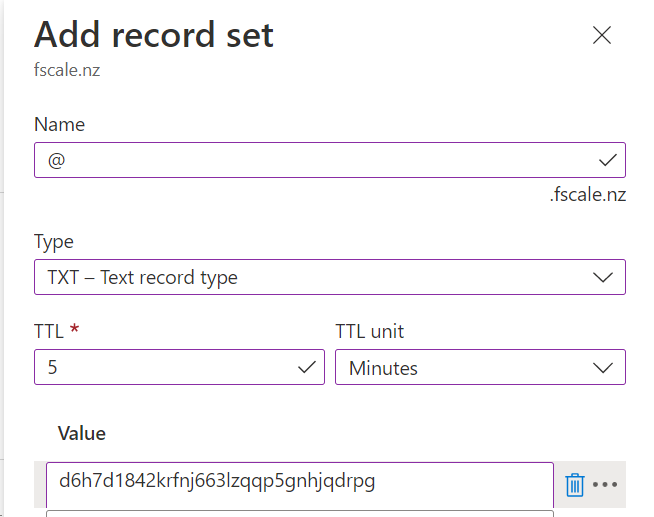 Add record set
fscale.nz
Name
@
.fscale.nz
Type
TXT – Text record type
TTL *
TTL unit
5
Minutes
Value
d6h7d1842krfnj663lzqqp5gnhjqdrpg